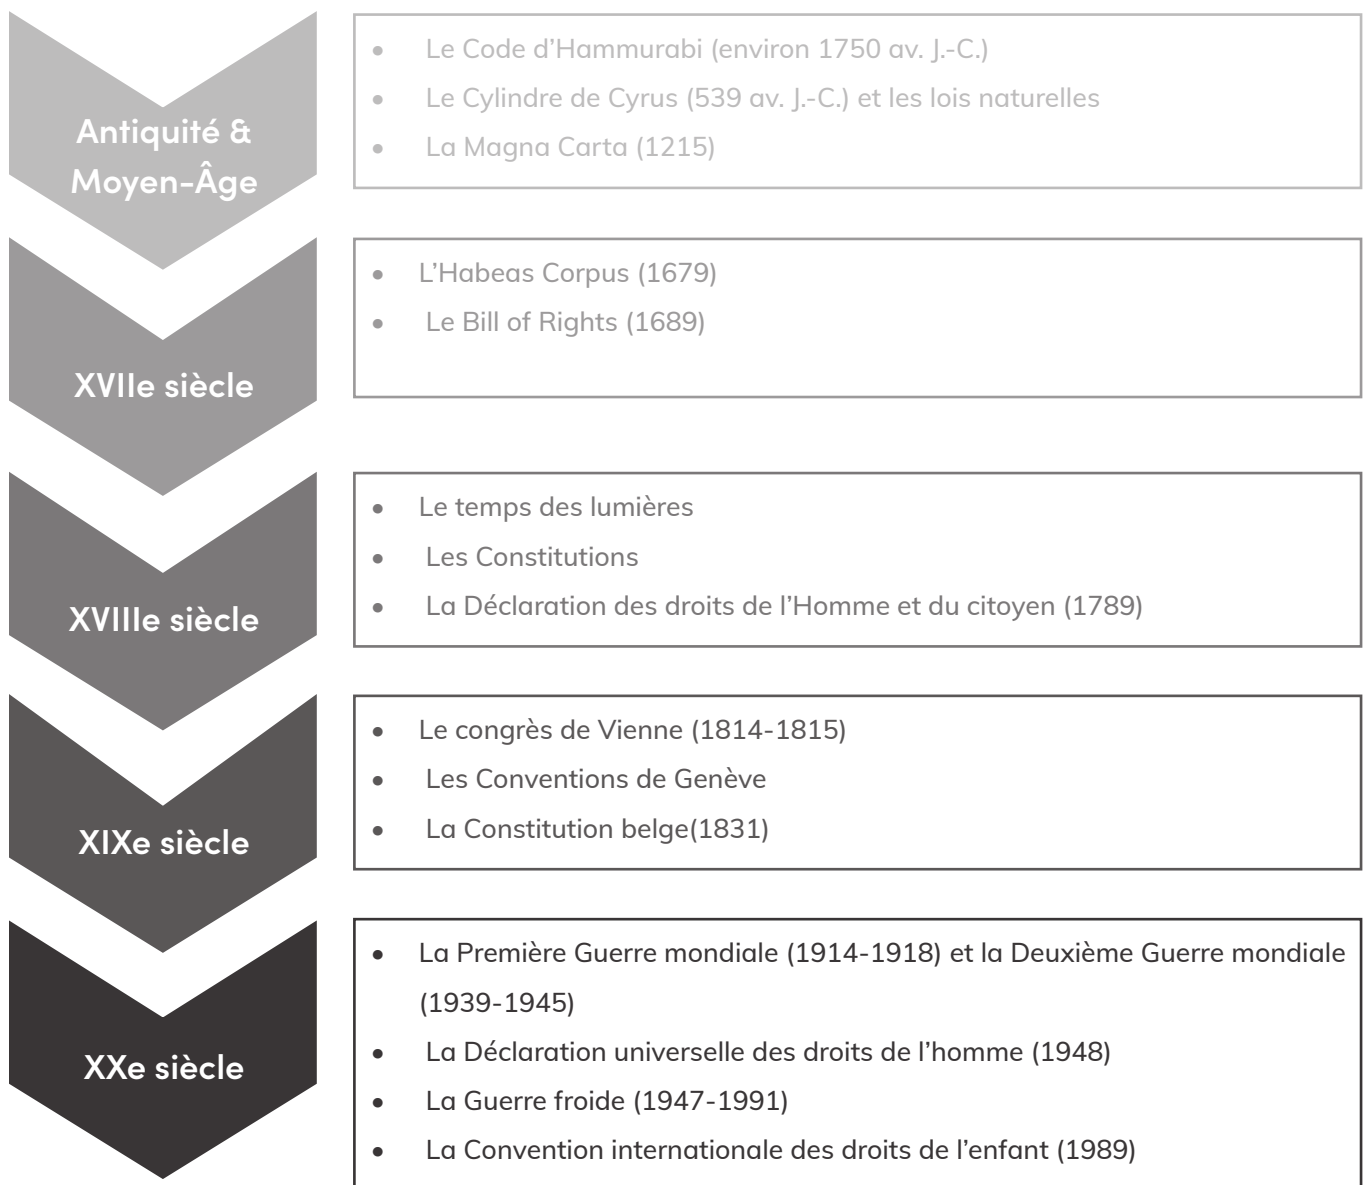 Antiquité &
Moyen-Âge
• Le Code d’Hammurabi (environ 1750 av. J.-C.)
• Le Cylindre de Cyrus (539 av. J.-C.) et les lois naturelles
• La Magna Carta (1215)
XVIIe siècle
• L’Habeas Corpus (1679)
• Le Bill of Rights (1689)
XVIIIe siècle
• Le temps des lumières
• Les Constitutions
• La Déclaration des droits de l’Homme et du citoyen (1789)
XIXe siècle
• Le congrès de Vienne (1814-1815)
• Les Conventions de Genève
• La Constitution belge(1831)
XXe siècle
• La Première Guerre mondiale (1914-1918) et la Deuxième Guerre mondiale
(1939-1945)
• La Déclaration universelle des droits de l’homme (1948)
• La Guerre froide (1947-1991)
• La Convention internationale des droits de l’enfant (1989)